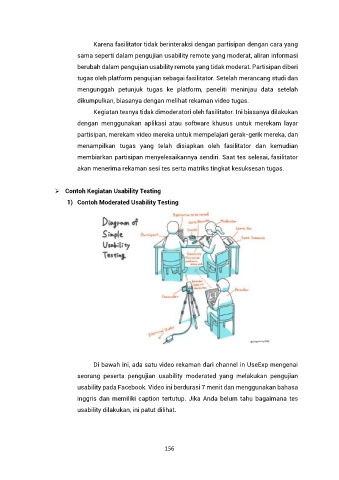 Karena fasilitator tidak berinteraksi dengan partisipan dengan cara yang
sama seperti dalam pengujian usability remote yang moderat, aliran informasi
berubah dalam pengujian usability remote yang tidak moderat. Partisipan diberi
tugas oleh platform pengujian sebagai fasilitator. Setelah merancang studi dan
mengunggah petunjuk tugas ke platform, peneliti meninjau data setelah
dikumpulkan, biasanya dengan melihat rekaman video tugas.
Kegiatan tesnya tidak dimoderatori oleh fasilitator. Ini biasanya dilakukan
dengan menggunakan aplikasi atau software khusus untuk merekam layar
partisipan, merekam video mereka untuk mempelajari gerak-gerik mereka, dan
menampilkan tugas yang telah disiapkan oleh fasilitator dan kemudian
membiarkan partisipan menyelesaikannya sendiri. Saat tes selesai, fasilitator
akan menerima rekaman sesi tes serta matriks tingkat kesuksesan tugas.
➢ Contoh Kegiatan Usability Testing
1) Contoh Moderated Usability Testing
Diagram of
Simple
Usability
Testing.
Di bawah ini, ada satu video rekaman dari channel in UseExp mengenai
seorang peserta pengujian usability moderated yang melakukan pengujian
usability pada Facebook. Video ini berdurasi 7 menit dan menggunakan bahasa
inggris dan memiliki caption tertutup. Jika Anda belum tahu bagaimana tes
usability dilakukan, ini patut dilihat.
156